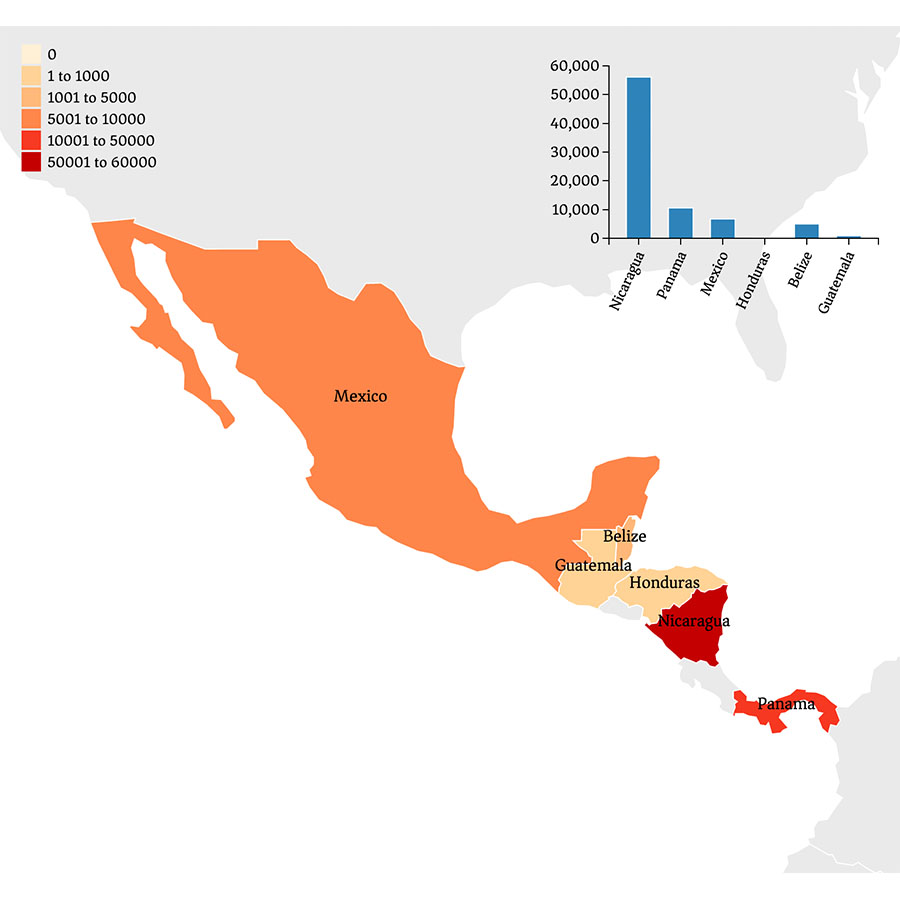 0
1 to 1000
1001 to 5000
5001 to 10000
10001 to 50000
50001 to 60000
60,000
50,000
40,000
30,000
20,000
10,000
0
Nicaragua
Panama
Mexico
Honduras
Belize
Guatemala
Mexico
Belize
Guatemala
Honduras
Nicaragua
Panama